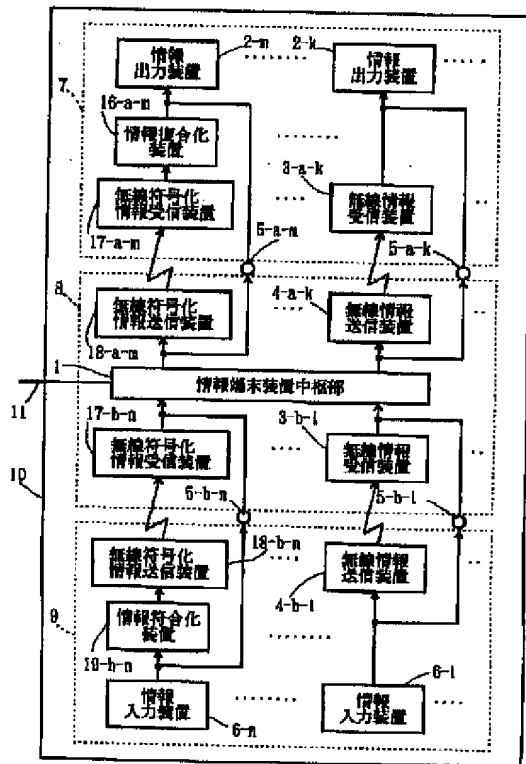 情報
出力装置
2-m
2-k
情報
出力装置
7
16-a-m
情報復合化
装置
3-a-k
無線符号化
情報受信装置
無線情報
受信装置
17-a-m
5-a-m
5-a-k
8
無線符号化
情報送信装置
4-a-k
無線情報
送信装置
18-a-m
1
情報端末装置中枢部
11
17-b-n
3-b-l
無線符号化
情報受信装置
無線情報
受信装置
10
5-b-n
5-b-l
無線符号化
情報送信装置
18-b-n
無線情報
送信装置
9
情報符合化
装置
4-b-l
19-b-n
情報
入力装置
6-n
情報
入力装置
6-l